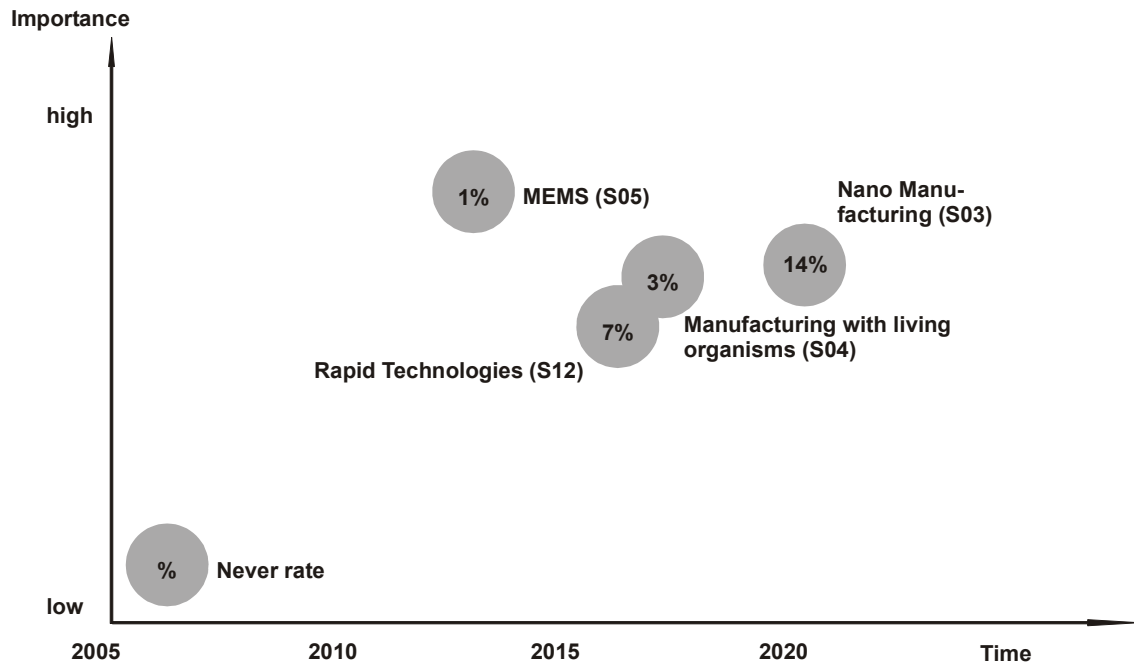 Importance
high
1%
MEMS (S05)
Nano Manu-
facturing (S03)
14%
3%
7%
Manufacturing with living
organisms (S04)
Rapid Technologies (S12)
%
Never rate
low
2005
2010
2015
2020
Time